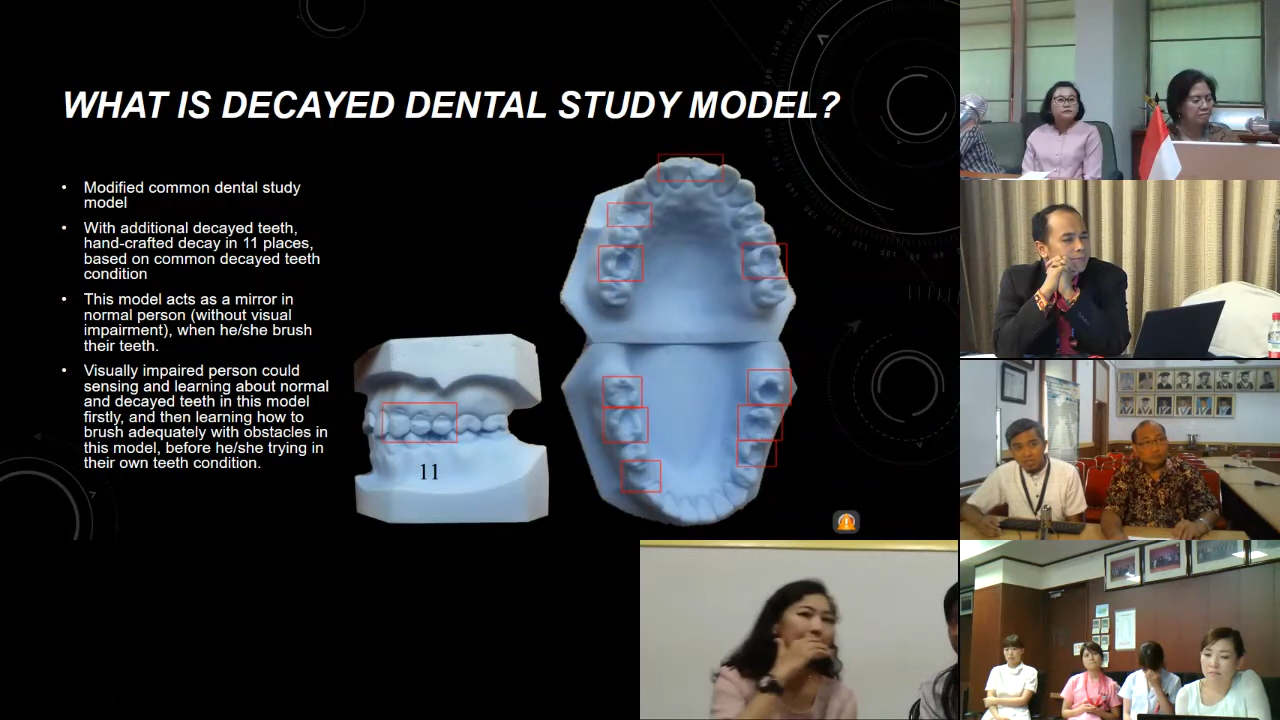 WHAT IS DECAYED DENTAL STUDY MODEL?
• Modified common dental study
model
• With additional decayed teeth,
hand-crafted decay in 11 places,
based on common decayed teeth
condition
• This model acts as a mirror in
normal person (without visual
impairment), when he/she brush
their teeth.
• Visually impaired person could
sensing and learning about normal
and decayed teeth in this model
firstly, and then learning how to
brush adequately with obstacles in
this model, before he/she trying in
their own teeth condition.
11